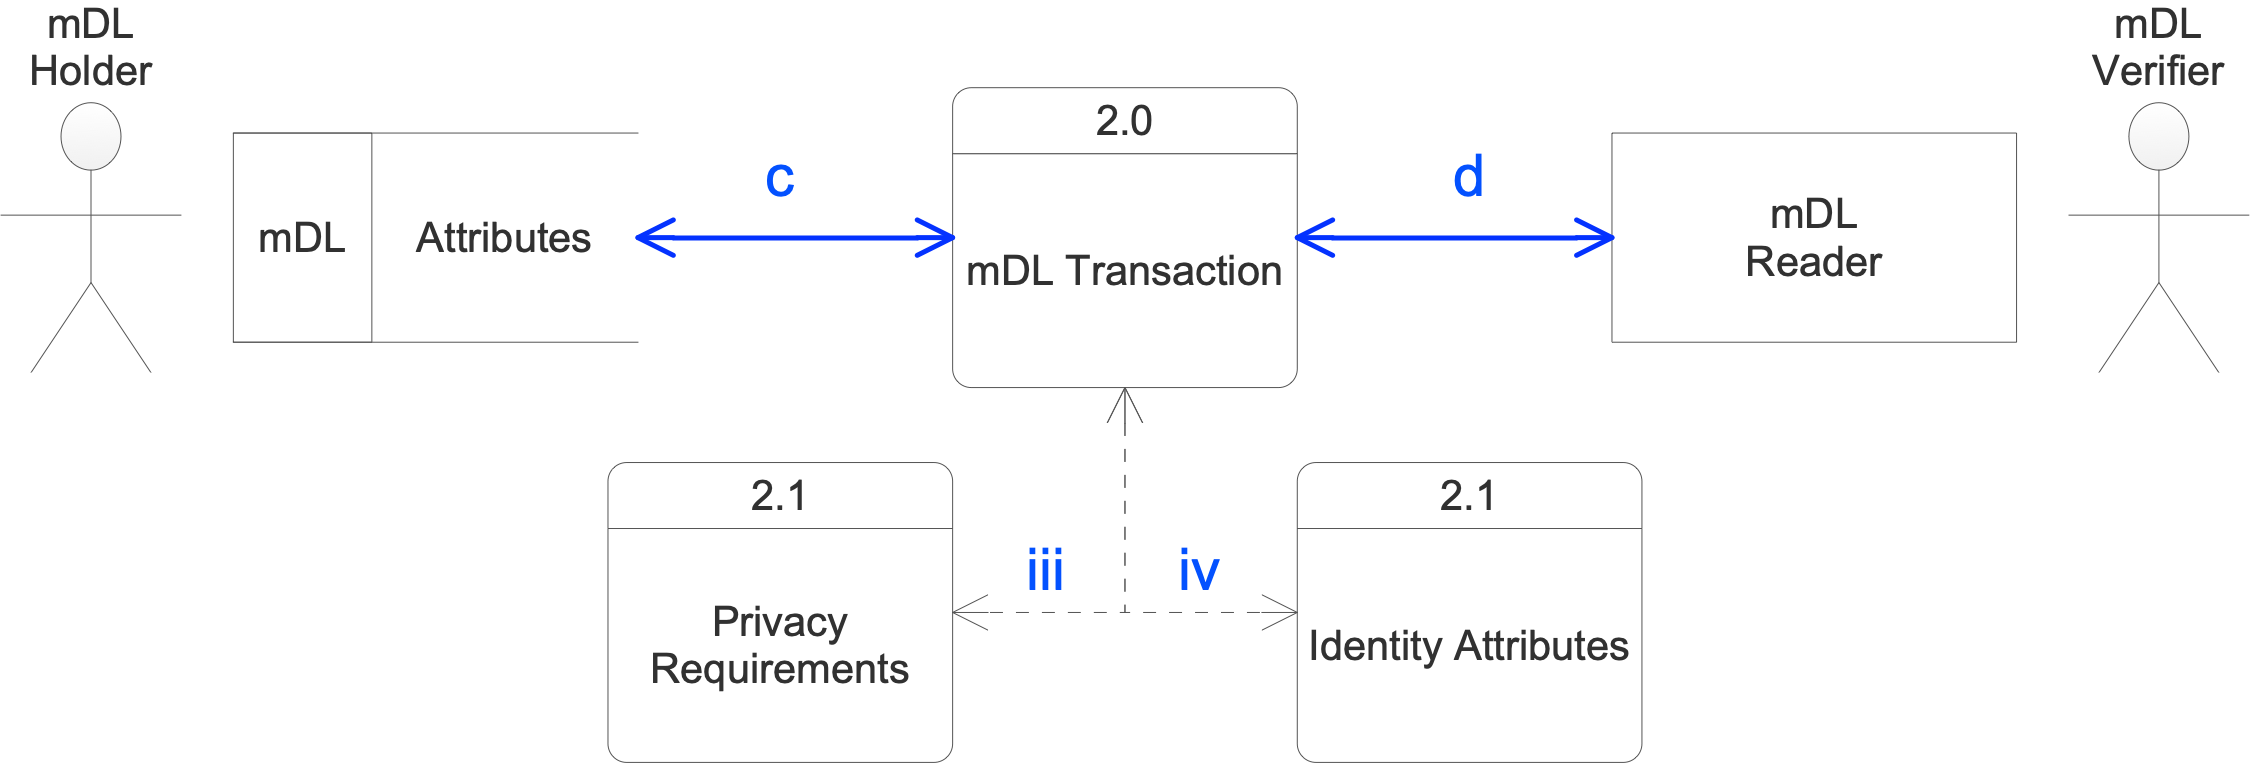 mDL
Holder
mDL
Verifier
2.0
c
d
mDL
Attributes
mDL Transaction
mDL
Reader
2.1
2.1
iii
iv
Privacy
Requirements
Identity Attributes